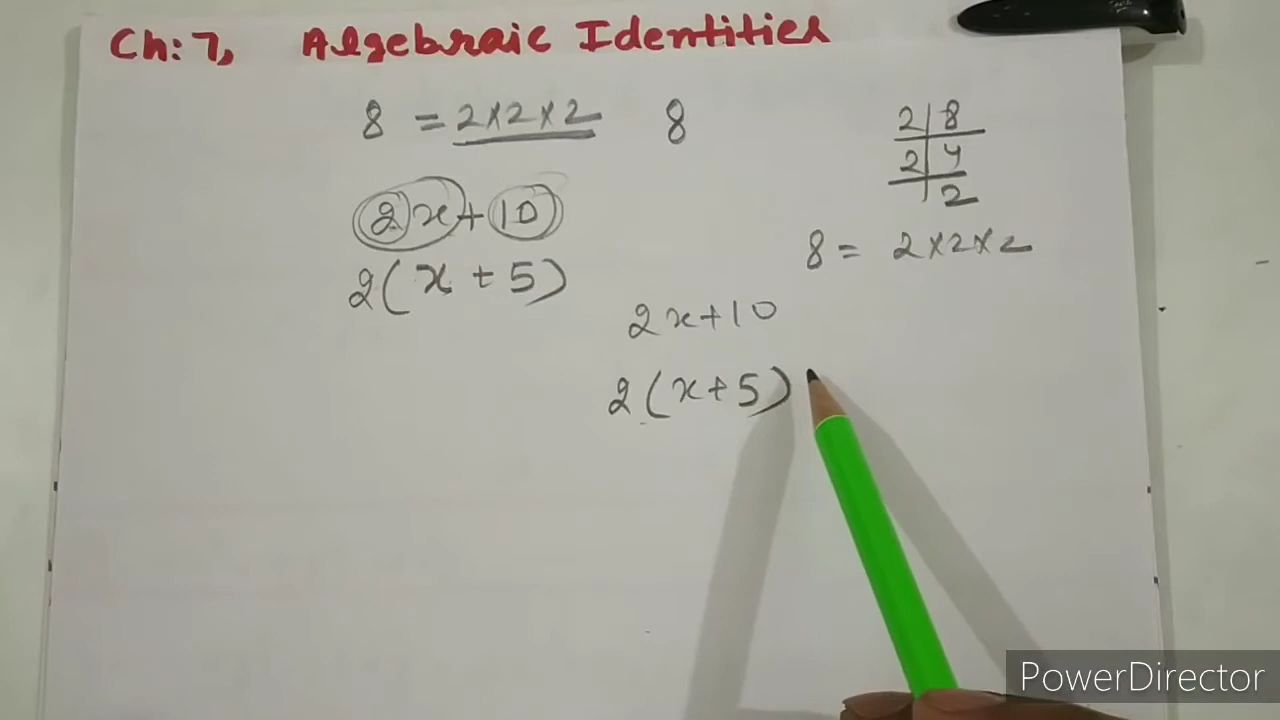 Ch: 7, Algebraic Identities
8 = 2×2×2 8
2x+10
2(x+5)
2 8
2 4
2
8 = 2×2×2
2x+10
2(x+5)
PowerDirector